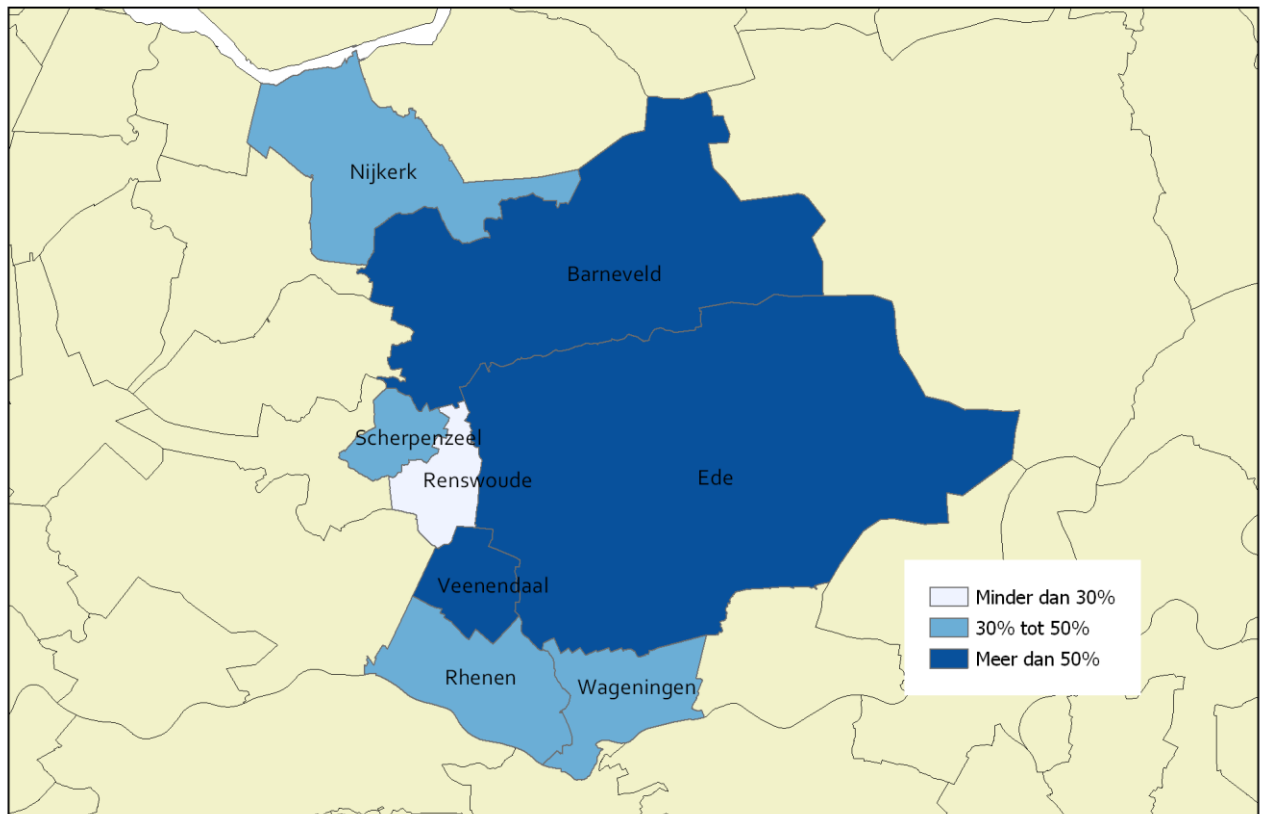 Nijkerk
Barneveld
Scherpenzeel
Renswoude
Ede
Veenendaal
Rhenen
Wageningen
Minder dan 30%
30% tot 50%
Meer dan 50%